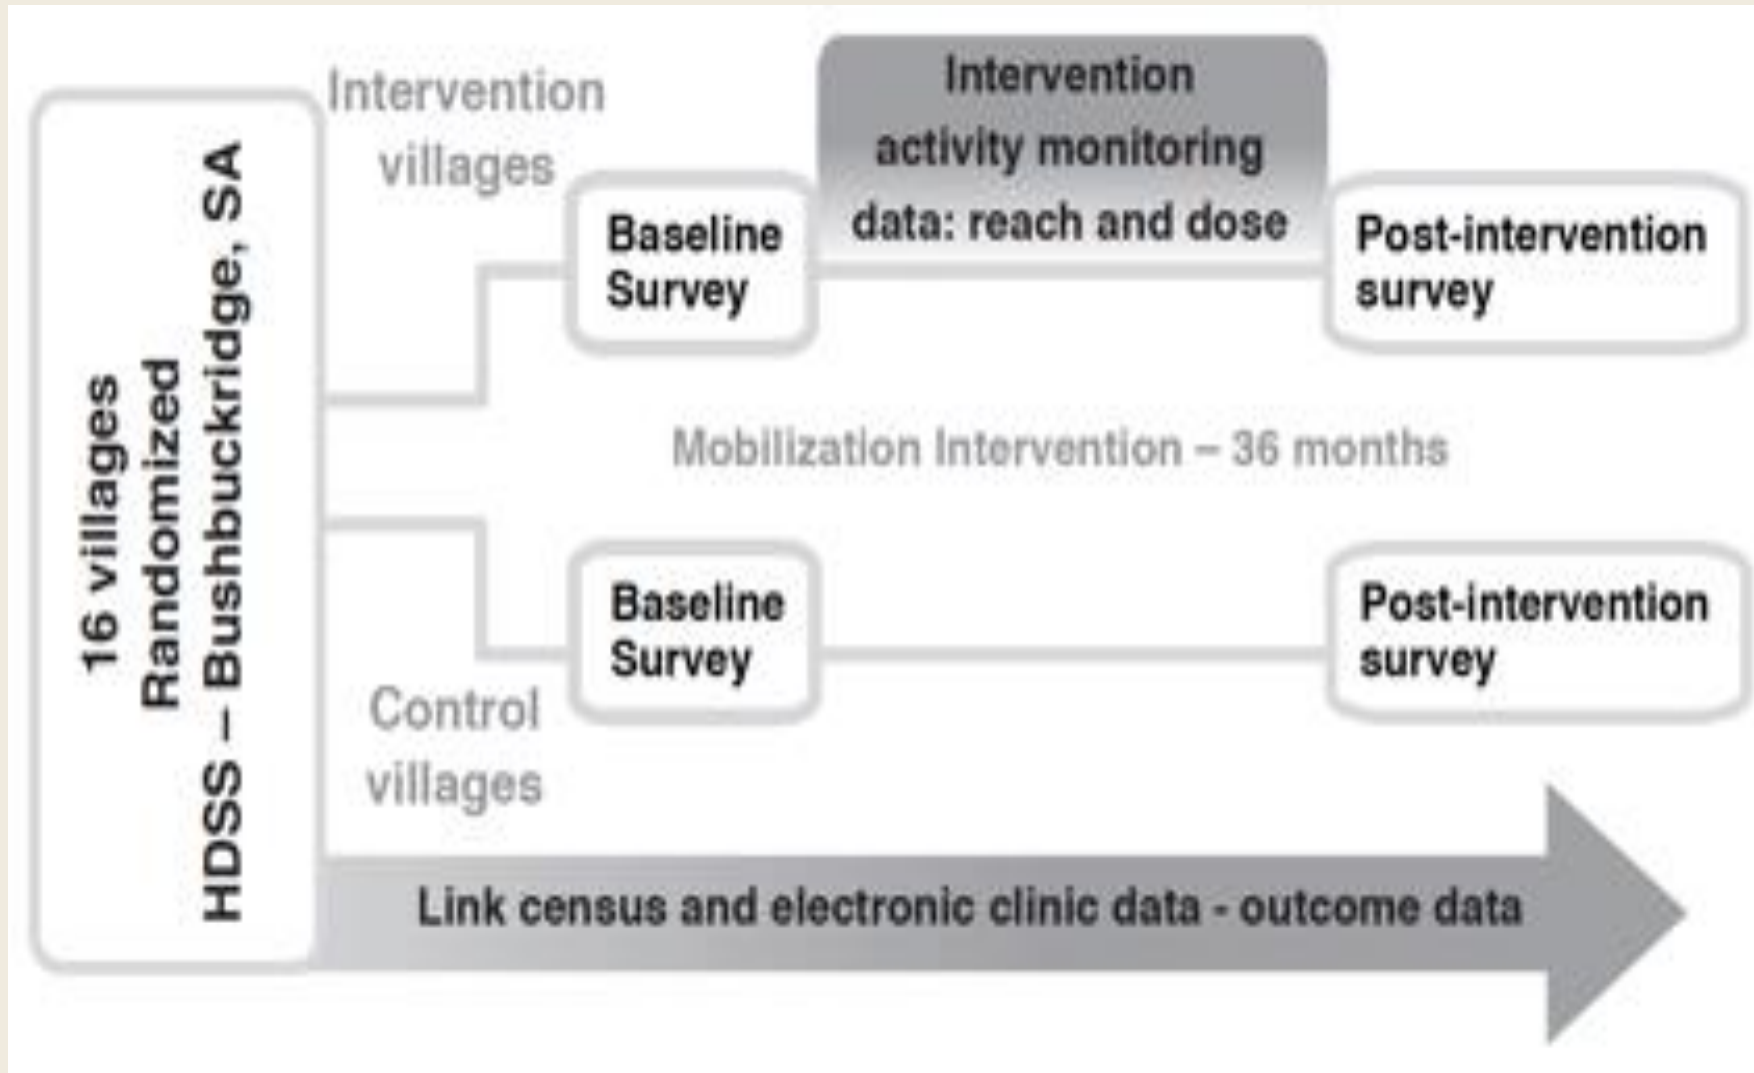 16 villages
Randomized
HDSS – Bushbuckridge, SA
Intervention
villages
Baseline
Survey
Intervention
activity monitoring
data: reach and dose
Post-intervention
survey
Mobilization Intervention – 36 months
Control
villages
Baseline
Survey
Post-intervention
survey
Link census and electronic clinic data - outcome data